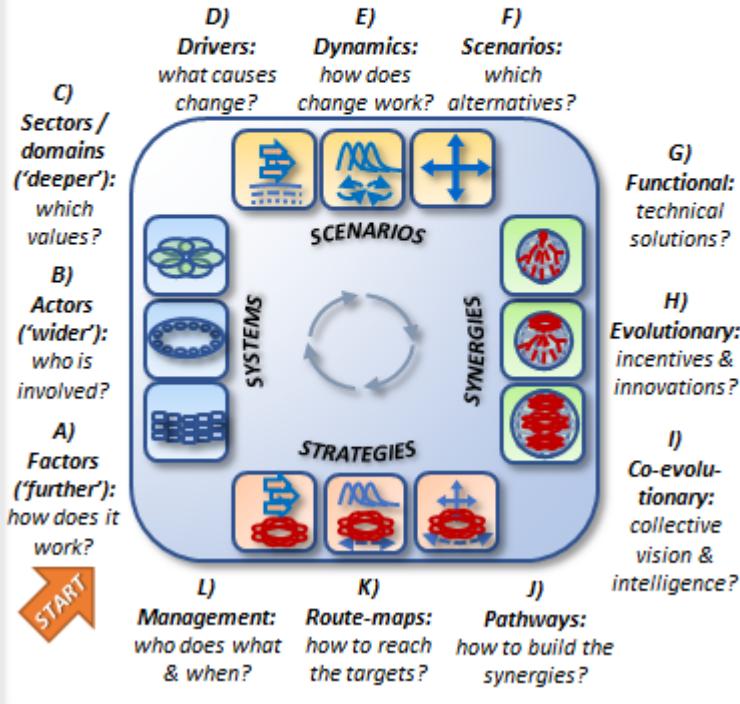 D)
Drivers:
what causes
change?
E)
Dynamics:
how does
change work?
F)
Scenarios:
which
alternatives?
C)
Sectors /
domains
(‘deeper’):
which
values?
B)
Actors
(‘wider’):
who is
involved?
A)
Factors
(‘further’):
how does it
work?
START
SCENARIOS
SYSTEMS
SYNERGIES
STRATEGIES
G)
Functional:
technical
solutions?
H)
Evolutionary:
incentives &
innovations?
I)
Co-evolu-
tionary:
collective
vision &
intelligence?
L)
Management:
who does what
& when?
K)
Route-maps:
how to reach
the targets?
J)
Pathways:
how to build the
synergies?